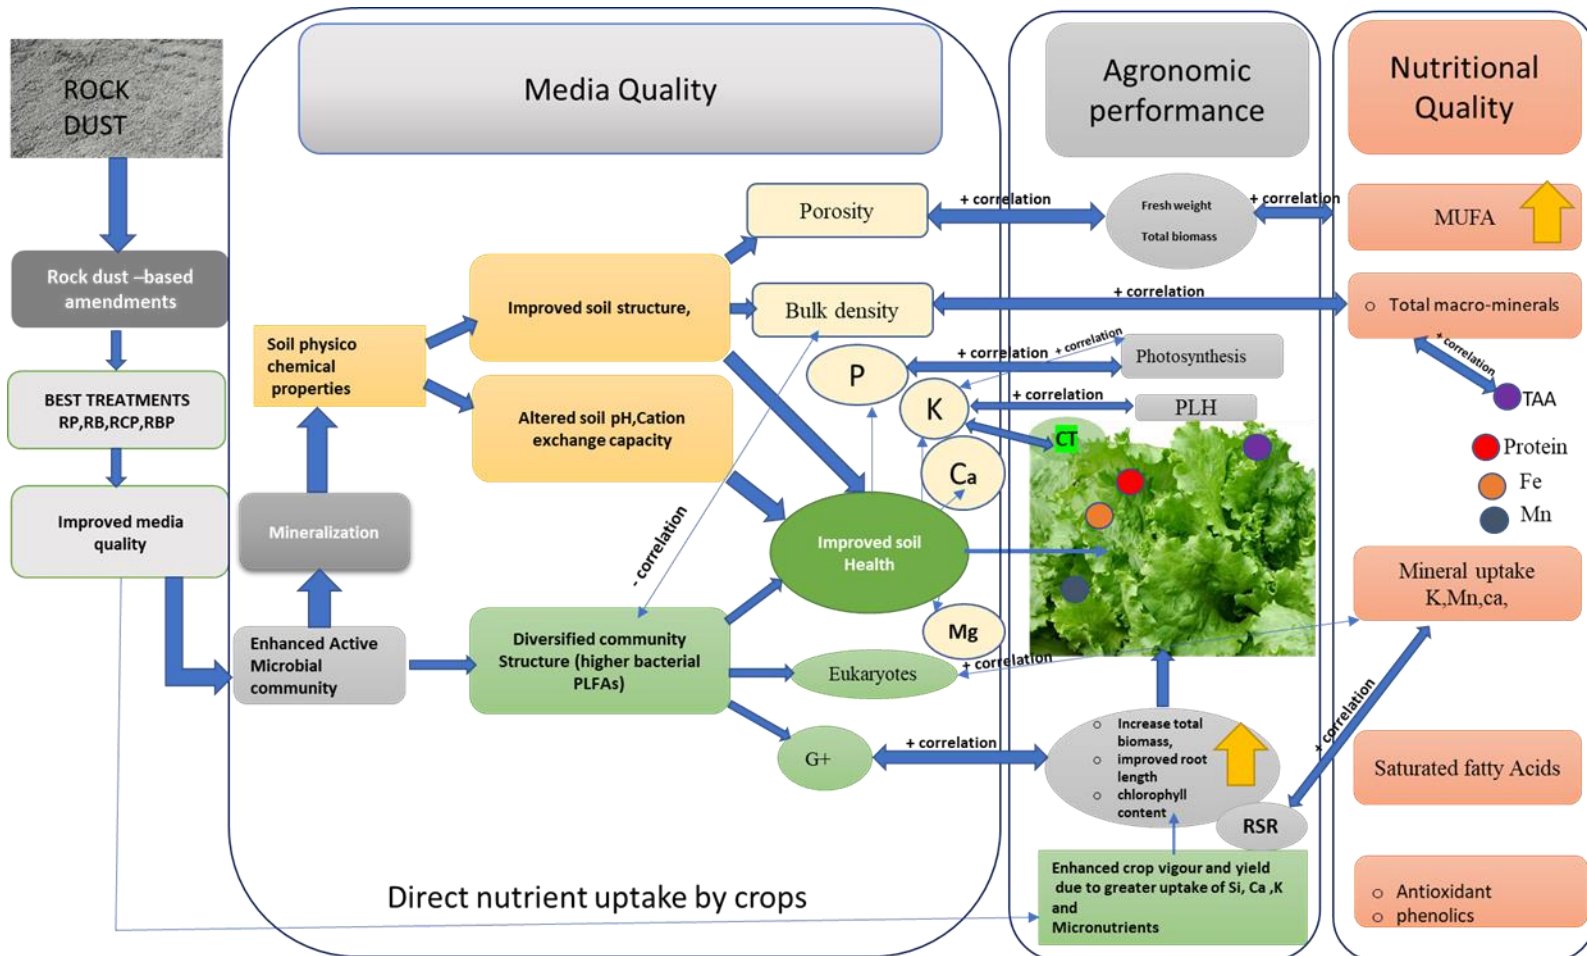 ROCK
DUST
Rock dust –based
amendments
BEST TREATMENTS
RP,RB,RCP,RBP
Improved media
quality
Media Quality
Soil physico
chemical
properties
Mineralization
Enhanced Active
Microbial
community
Improved soil structure,
Altered soil pH,Cation
exchange capacity
Diversified community
Structure (higher bacterial
PLFAs)
Porosity
Bulk density
P
K
Ca
Mg
Improved soil
Health
- correlation
Eukaryotes
G+
Direct nutrient uptake by crops
+ correlation
+ correlation
+ correlation
+ correlation
+ correlation
+ correlation
+ correlation
Agronomic
performance
Fresh weight
Total biomass
+ correlation
Photosynthesis
PLH
CT
o Increase total
biomass,
o improved root
length
o chlorophyll
content
RSR
Enhanced crop vigour and yield
due to greater uptake of Si, Ca ,K
and
Micronutrients
Nutritional
Quality
MUFA
o Total macro-minerals
+ correlation
TAA
Protein
Fe
Mn
Mineral uptake
K,Mn,ca,
+ correlation
Saturated fatty Acids
o Antioxidant
o phenolics